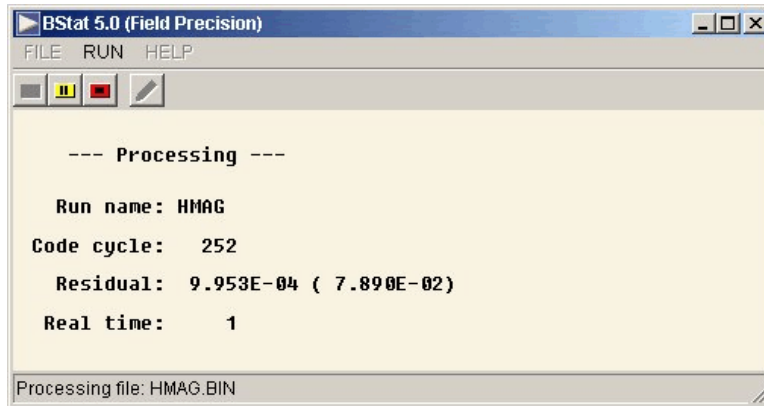 BStat 5.0 (Field Precision)
FILE RUN HELP
--- Processing ---
Run name: HMAG
Code cycle: 252
Residual: 9.953E-04 ( 7.890E-02)
Real time: 1
Processing file: HMAG.BIN